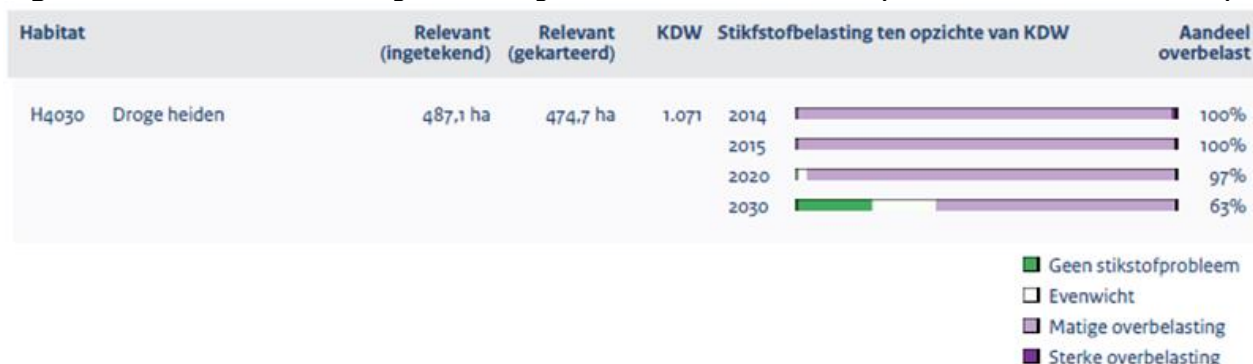 Habitat Relevant (ingetekend) Relevant (gekarteerd) KDW Stikfstofbelasting ten opzichte van KDW Aandeel overbelast
H4030 Droge heiden 487,1 ha 474,7 ha 1.071 2014 100%
2015 100%
2020 97%
2030 63%
Geen stikstofprobleem
Evenwicht
Matige overbelasting
Sterke overbelasting